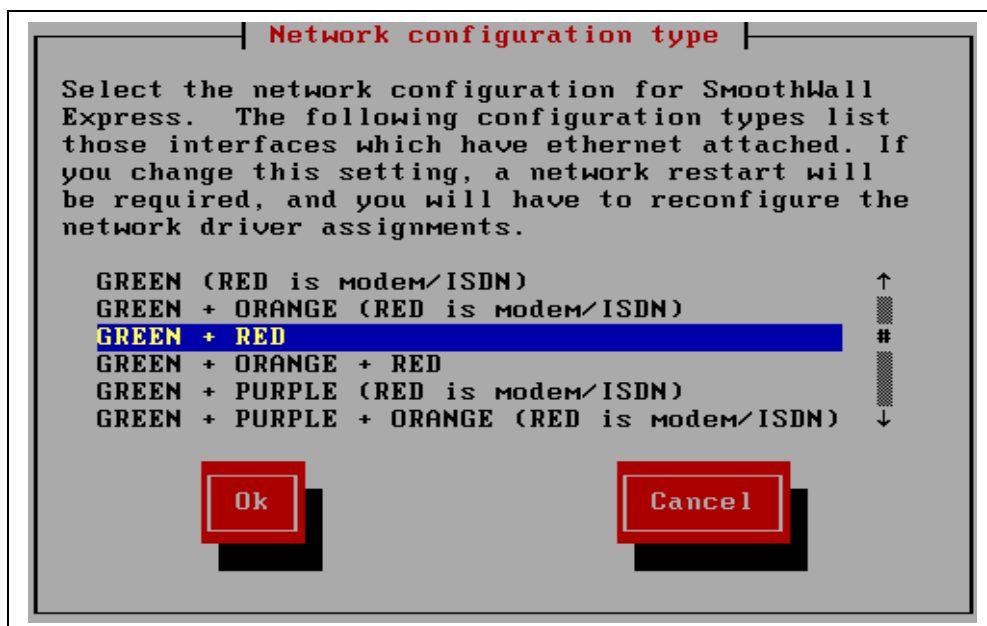 Network configuration type
Select the network configuration for SmoothWall
Express.  The following configuration types list
those interfaces which have ethernet attached. If
you change this setting, a network restart will
be required, and you will have to reconfigure the
network driver assignments.
GREEN (RED is modem/ISDN) ↑
GREEN + ORANGE (RED is modem/ISDN)
GREEN + RED #
GREEN + ORANGE + RED
GREEN + PURPLE (RED is modem/ISDN)
GREEN + PURPLE + ORANGE (RED is modem/ISDN) ↓
Ok Cancel